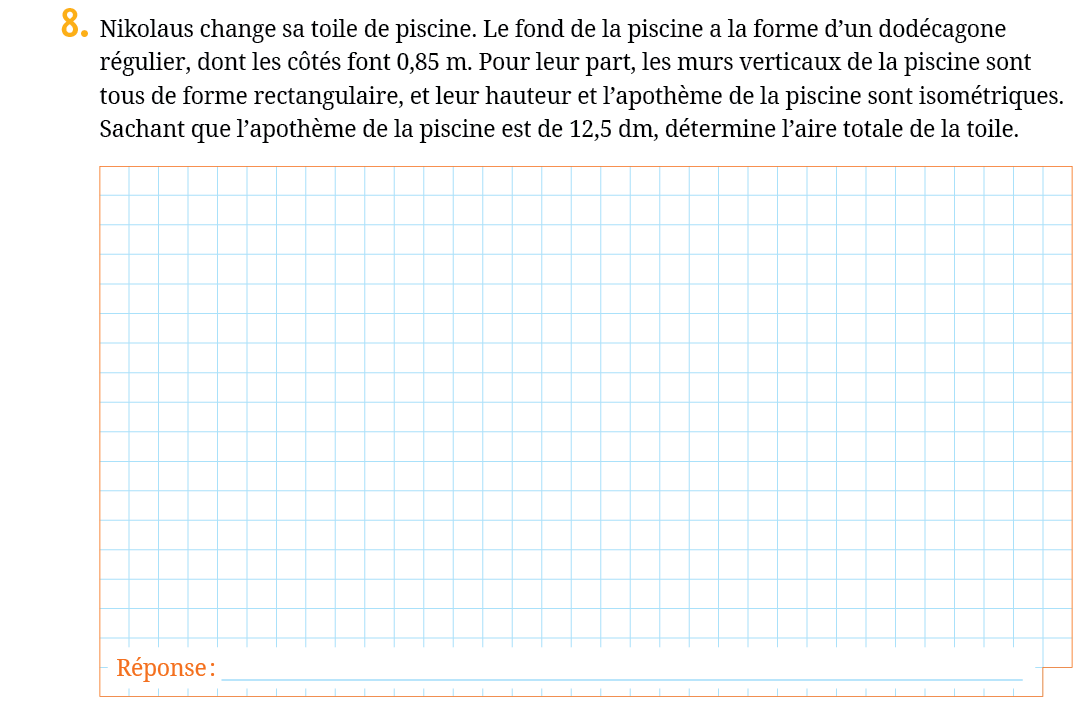 8. Nikolaus change sa toile de piscine. Le fond de la piscine a la forme d’un dodécagone
régulier, dont les côtés font 0,85 m. Pour leur part, les murs verticaux de la piscine sont
tous de forme rectangulaire, et leur hauteur et l’apothème de la piscine sont isométriques.
Sachant que l’apothème de la piscine est de 12,5 dm, détermine l’aire totale de la toile.
Réponse :